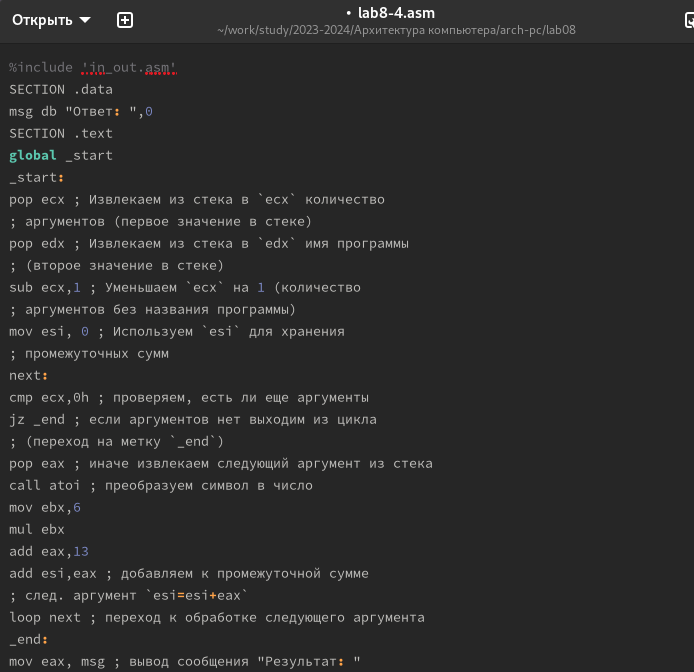 Открыть
• lab8-4.asm
~/work/study/2023-2024/Архитектура компьютера/arch-pc/lab08
%include 'in_out.asm'
SECTION .data
msg db "Ответ: ",0
SECTION .text
global _start
_start:
pop ecx ; Извлекаем из стека в `ecx` количество
; аргументов (первое значение в стеке)
pop edx ; Извлекаем из стека в `edx` имя программы
; (второе значение в стеке)
sub ecx,1 ; Уменьшаем `ecx` на 1 (количество
; аргументов без названия программы)
mov esi, 0 ; Используем `esi` для хранения
; промежуточных сумм
next:
cmp ecx,0h ; проверяем, есть ли еще аргументы
jz _end ; если аргументов нет выходим из цикла
; (переход на метку `_end`)
pop eax ; иначе извлекаем следующий аргумент из стека
call atoi ; преобразуем символ в число
mov ebx,6
mul ebx
add eax,13
add esi,eax ; добавляем к промежуточной сумме
; след. аргумент `esi=esi+eax`
loop next ; переход к обработке следующего аргумента
_end:
mov eax, msg ; вывод сообщения "Результат: "